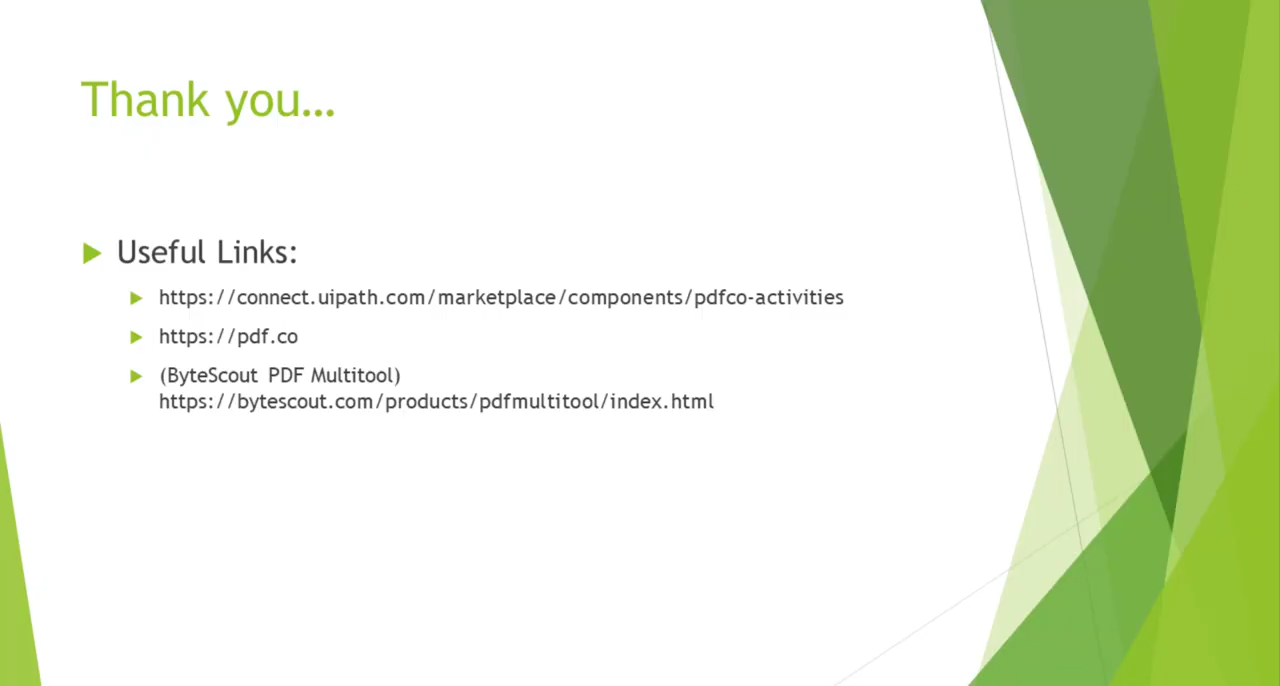 Thank you…
Useful Links:
https://connect.uipath.com/marketplace/components/pdfco-activities
https://pdf.co
(ByteScout PDF Multitool)
https://bytescout.com/products/pdfmultitool/index.html